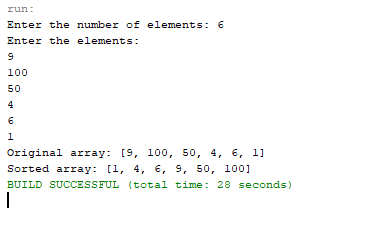 run:
Enter the number of elements: 6
Enter the elements:
9
100
50
4
6
1
Original array: [9, 100, 50, 4, 6, 1]
Sorted array: [1, 4, 6, 9, 50, 100]
BUILD SUCCESSFUL (total time: 28 seconds)